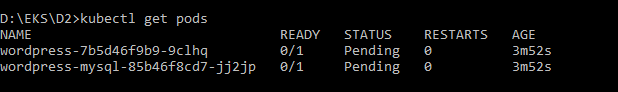 D:\EKS\D2>kubectl get pods
NAME READY STATUS RESTARTS AGE
wordpress-7b5d46f9b9-9clhq 0/1 Pending 0 3m52s
wordpress-mysql-85b46f8cd7-jj2jp 0/1 Pending 0 3m52s